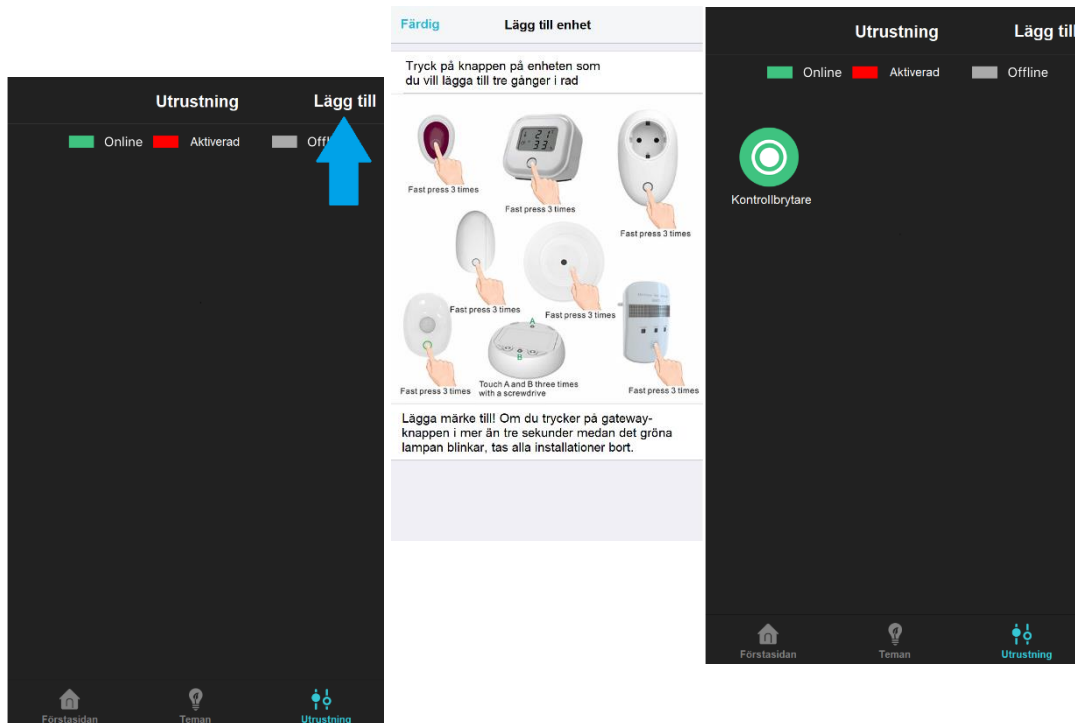 Utrustning
Lägg till
Online
Aktiverad
Offl
Förstasidan
Teman
Utrustning
Färdig
Lägg till enhet
Tryck på knappen på enheten som
du vill lägga till tre gånger i rad
Fast press 3 times
Fast press 3 times
Fast press 3 times
Fast press 3 times
Fast press 3 times
A
B
Fast press 3 times
Touch A and B three times
with a screwdrive
Fast press 3 times
Lägga märke till! Om du trycker på gateway-
knappen i mer än tre sekunder medan det gröna
lampan blinkar, tas alla installationer bort.
Utrustning
Lägg till
Online
Aktiverad
Offline
Kontrollbrytare
Förstasidan
Teman
Utrustning